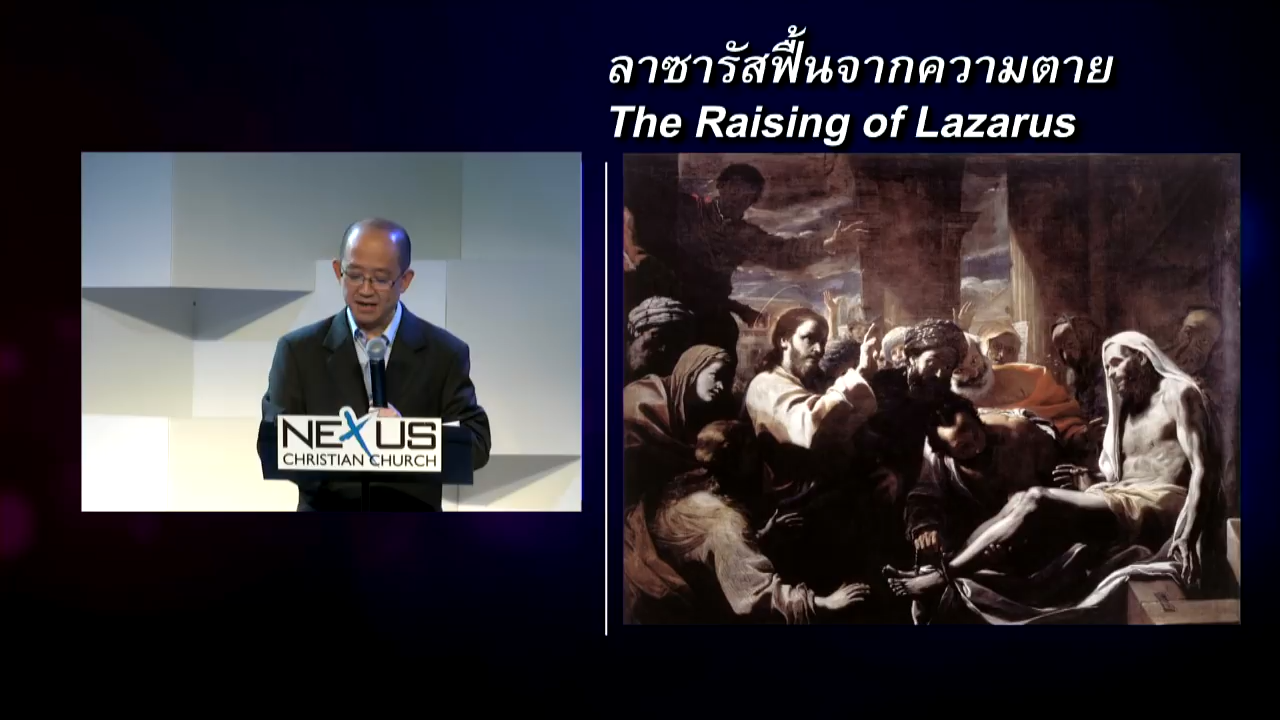 ลาซารัสฟื้นจากความตาย
The Raising of Lazarus
NEXUS
CHRISTIAN CHURCH